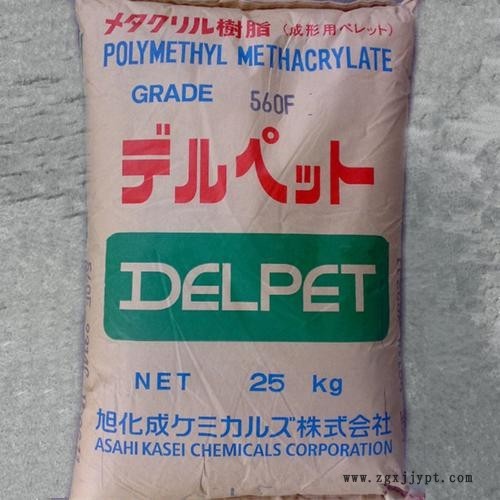 メタクリル樹脂(成形用ペレット)
POLYMETHYL METHACRYLATE
GRADE 560F
デルペット
DELPET
NET 25 kg
旭化成ケミカルズ株式会社
ASAHI KASEI CHEMICALS CORPORATION
www.zgxjjypt.com